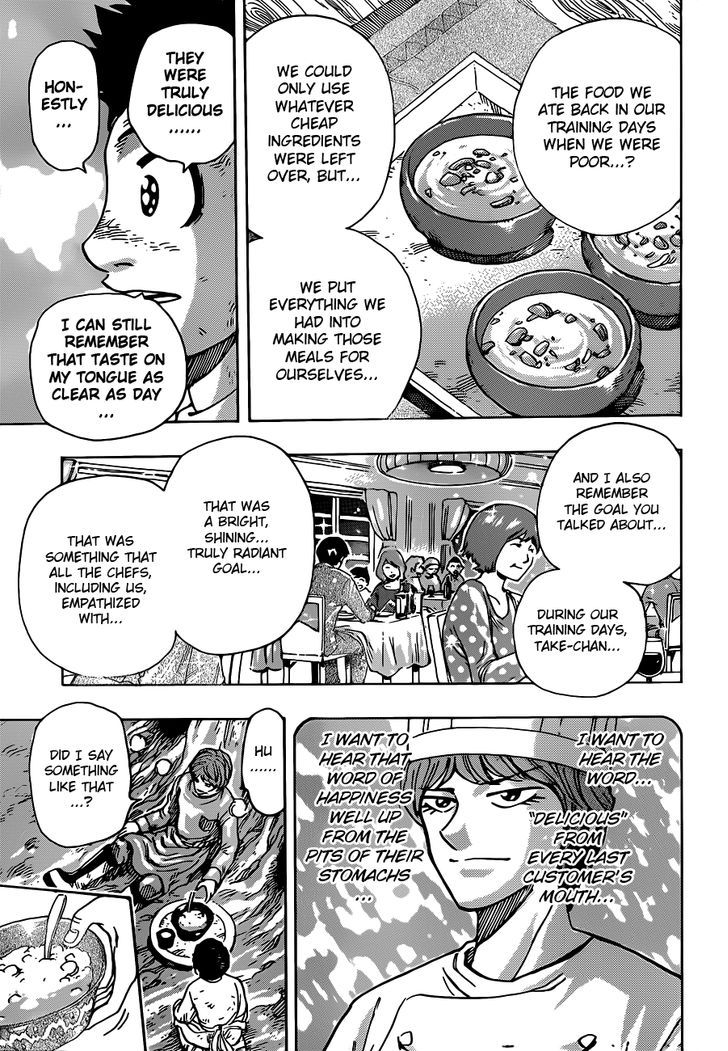 THE FOOD WE
ATE BACK IN OUR
TRAINING DAYS
WHEN WE WERE
POOR...?
WE COULD
ONLY USE
WHATEVER
CHEAP
INGREDIENTS
WERE LEFT
OVER, BUT...
WE PUT
EVERYTHING WE
HAD INTO
MAKING THOSE
MEALS FOR
OURSELVES...
THEY
WERE
TRULY
DELICIOUS
......
HON-
ESTLY
...
I CAN STILL
REMEMBER
THAT TASTE ON
MY TONGUE AS
CLEAR AS DAY
...
AND I ALSO
REMEMBER
THE GOAL YOU
TALKED ABOUT...
DURING OUR
TRAINING DAYS,
TAKE-CHAN...
THAT WAS
A BRIGHT,
SHINING...
TRULY RADIANT
GOAL...
THAT WAS
SOMETHING THAT
ALL THE CHEFS,
INCLUDING US,
EMPATHIZED
WITH...
I WANT TO
HEAR THE
WORD...
"DELICIOUS"
FROM
EVERY LAST
CUSTOMER'S
MOUTH...
I WANT TO
HEAR THAT
WORD OF
HAPPINESS
WELL UP
FROM THE
PITS OF THEIR
STOMACHS
...
HU
......
DID I SAY
SOMETHING
LIKE THAT
...?